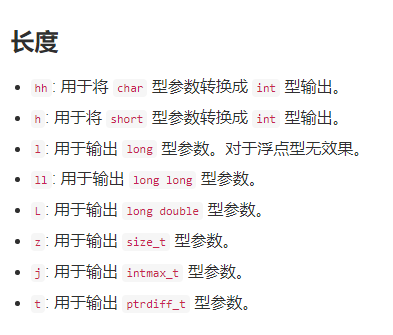 长度
hh: 用于将 char 型参数转换成 int 型输出。
h: 用于将 short 型参数转换成 int 型输出。
l: 用于输出 long 型参数。对于浮点型无效果。
ll: 用于输出 long long 型参数。
L: 用于输出 long double 型参数。
z: 用于输出 size_t 型参数。
j: 用于输出 intmax_t 型参数。
t: 用于输出 ptrdiff_t 型参数。